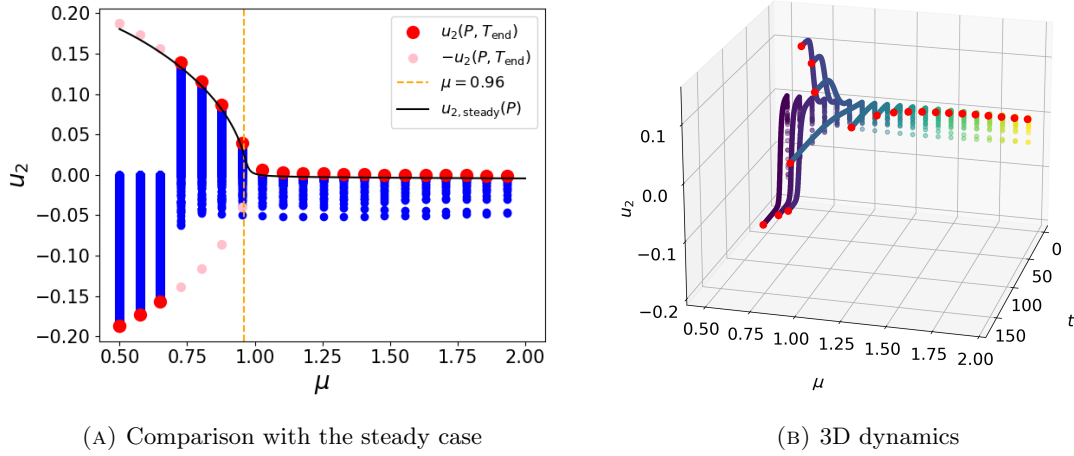 0.20
0.15
0.10
0.05
0.00
−0.05
−0.10
−0.15
−0.20
u₂
0.50 0.75 1.00 1.25 1.50 1.75 2.00
μ
u₂(P, T_end)
−u₂(P, T_end)
μ = 0.96
u₂, steady(P)
(A) Comparison with the steady case
0.1
0.0
−0.1
−0.2
u₂
0.50 0.75 1.00 1.25 1.50 1.75 2.00
μ
0
50
100
150
t
(B) 3D dynamics